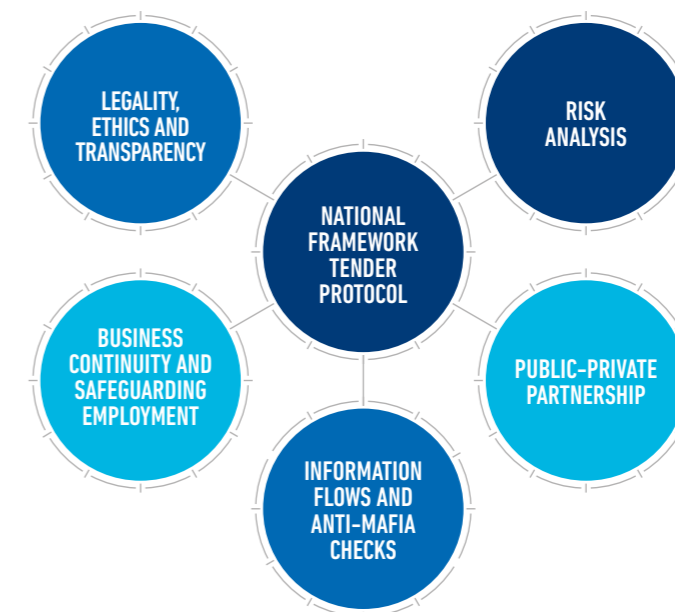 LEGALITY,
ETHICS AND
TRANSPARENCY
RISK
ANALYSIS
NATIONAL
FRAMEWORK
TENDER
PROTOCOL
BUSINESS
CONTINUITY AND
SAFEGUARDING
EMPLOYMENT
PUBLIC-PRIVATE
PARTNERSHIP
INFORMATION
FLOWS AND
ANTI-MAFIA
CHECKS